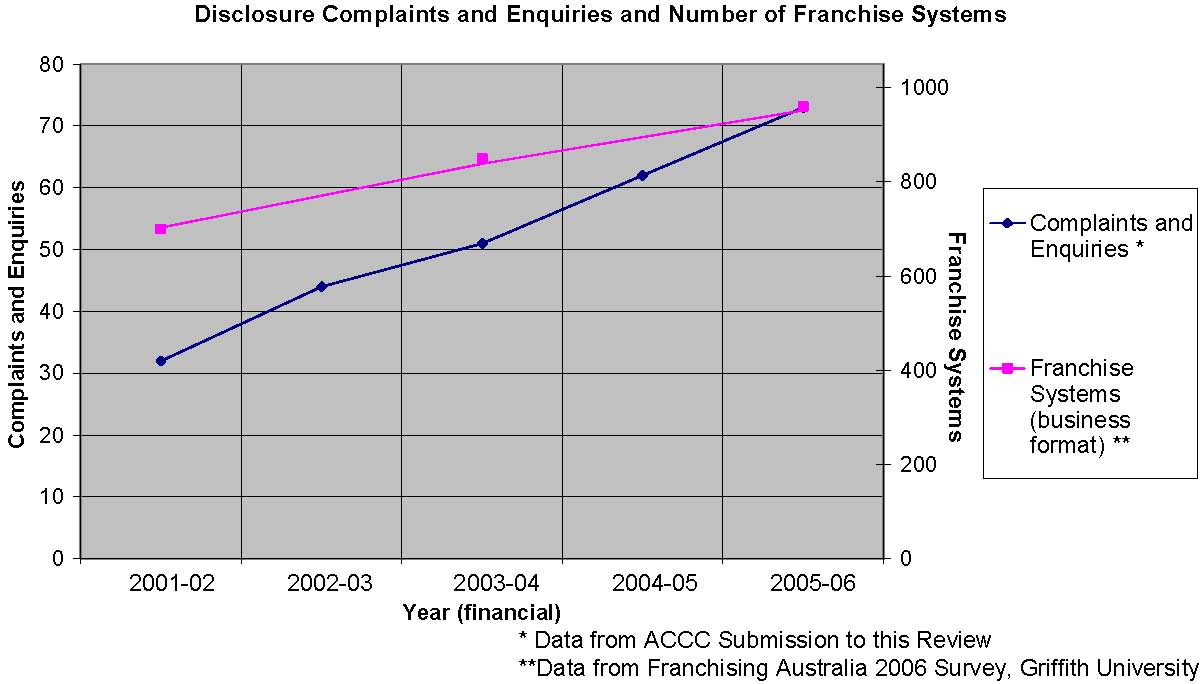 Disclosure Complaints and Enquiries and Number of Franchise Systems
Complaints and Enquiries
80
70
60
50
40
30
20
10
0
1000
800
600
400
200
0
Franchise Systems
2001-02 2002-03 2003-04 2004-05 2005-06
Year (financial)
Complaints and
Enquiries *
Franchise
Systems
(business
format) **
* Data from ACCC Submission to this Review
**Data from Franchising Australia 2006 Survey, Griffith University